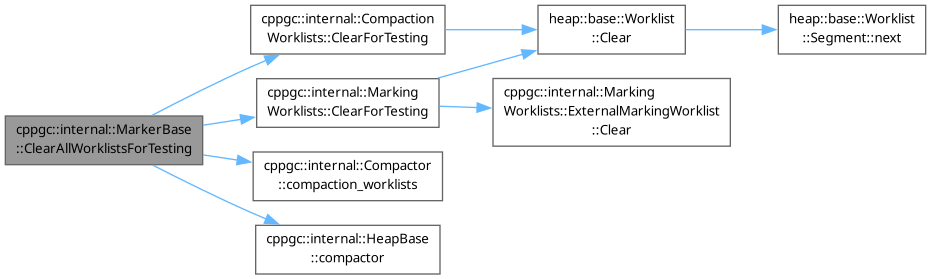 cppgc::internal::MarkerBase
::ClearAllWorklistsForTesting
cppgc::internal::Compaction
Worklists::ClearForTesting
cppgc::internal::Marking
Worklists::ClearForTesting
cppgc::internal::Compactor
::compaction_worklists
cppgc::internal::HeapBase
::compactor
heap::base::Worklist
::Clear
cppgc::internal::Marking
Worklists::ExternalMarkingWorklist
::Clear
heap::base::Worklist
::Segment::next